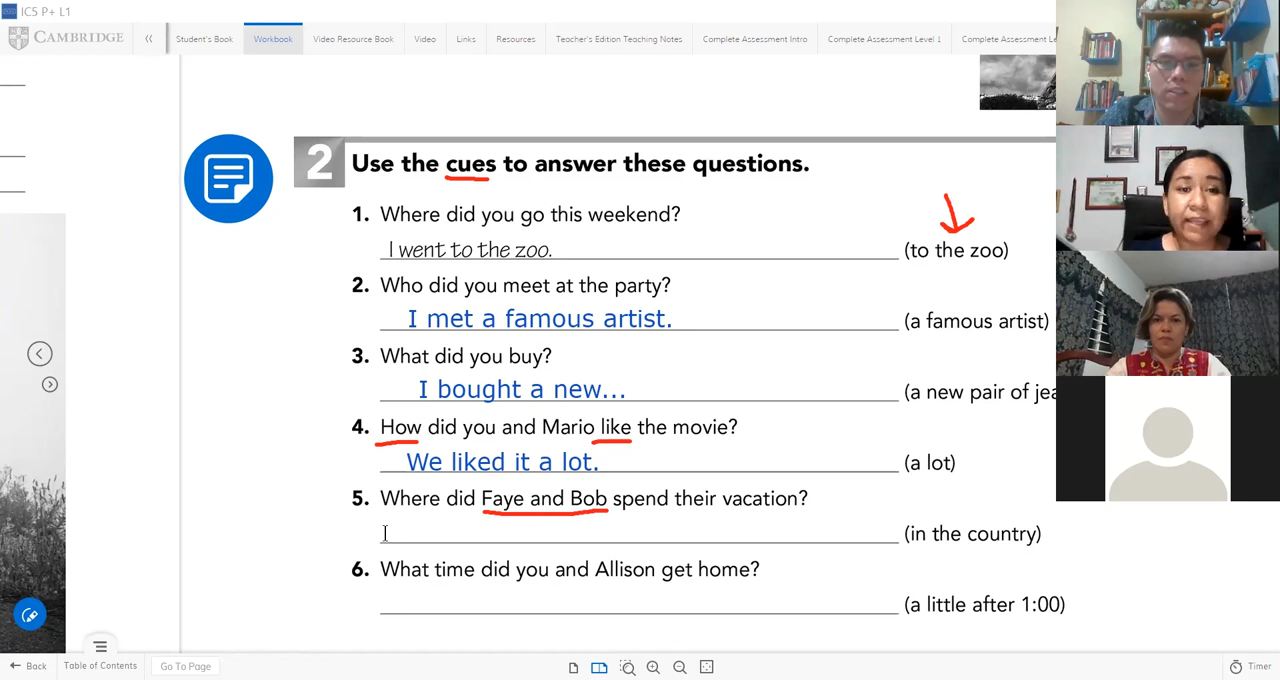 IC5 P+ L1
CAMBRIDGE
Student's Book
Workbook
Video Resource Book
Video
Links
Resources
Teacher's Edition Teaching Notes
Complete Assessment Intro
Complete Assessment Level 1
Complete Assessment Le
2 Use the cues to answer these questions.
1. Where did you go this weekend?
I went to the zoo. (to the zoo)
2. Who did you meet at the party?
I met a famous artist. (a famous artist)
3. What did you buy?
I bought a new... (a new pair of jea
4. How did you and Mario like the movie?
We liked it a lot. (a lot)
5. Where did Faye and Bob spend their vacation?
(in the country)
6. What time did you and Allison get home?
(a little after 1:00)
Back
Table of Contents
Go To Page
Timer